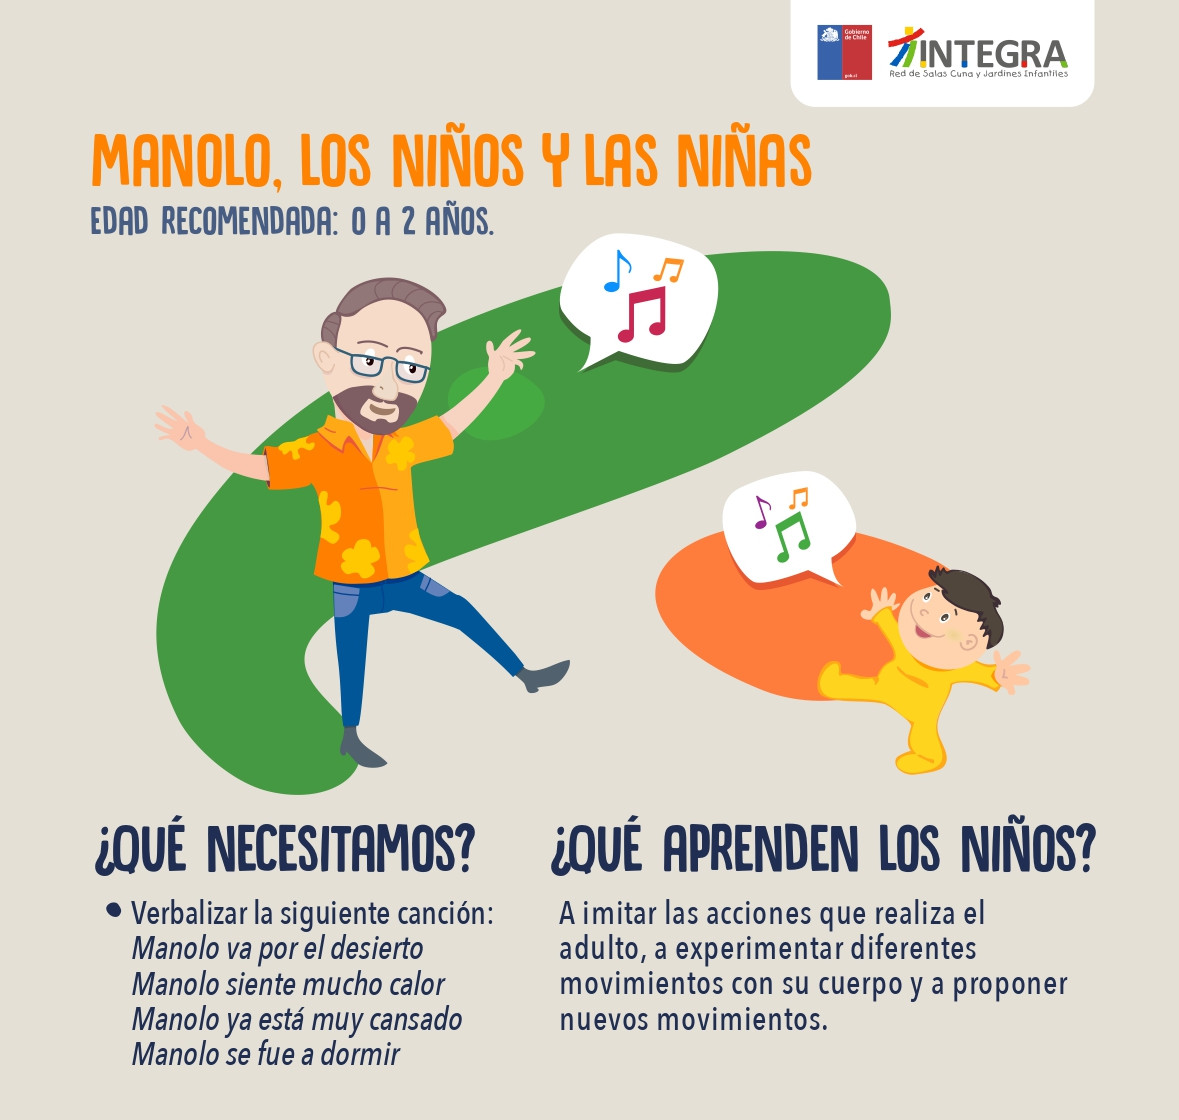 Gobierno
de Chile
gob.cl
INTEGRA
Red de Salas Cuna y Jardines Infantiles
MANOLO, LOS NIÑOS Y LAS NIÑAS
EDAD RECOMENDADA: 0 A 2 AÑOS.
¿QUÉ NECESITAMOS?
• Verbalizar la siguiente canción:
Manolo va por el desierto
Manolo siente mucho calor
Manolo ya está muy cansado
Manolo se fue a dormir
¿QUÉ APRENDEN LOS NIÑOS?
A imitar las acciones que realiza el
adulto, a experimentar diferentes
movimientos con su cuerpo y a proponer
nuevos movimientos.